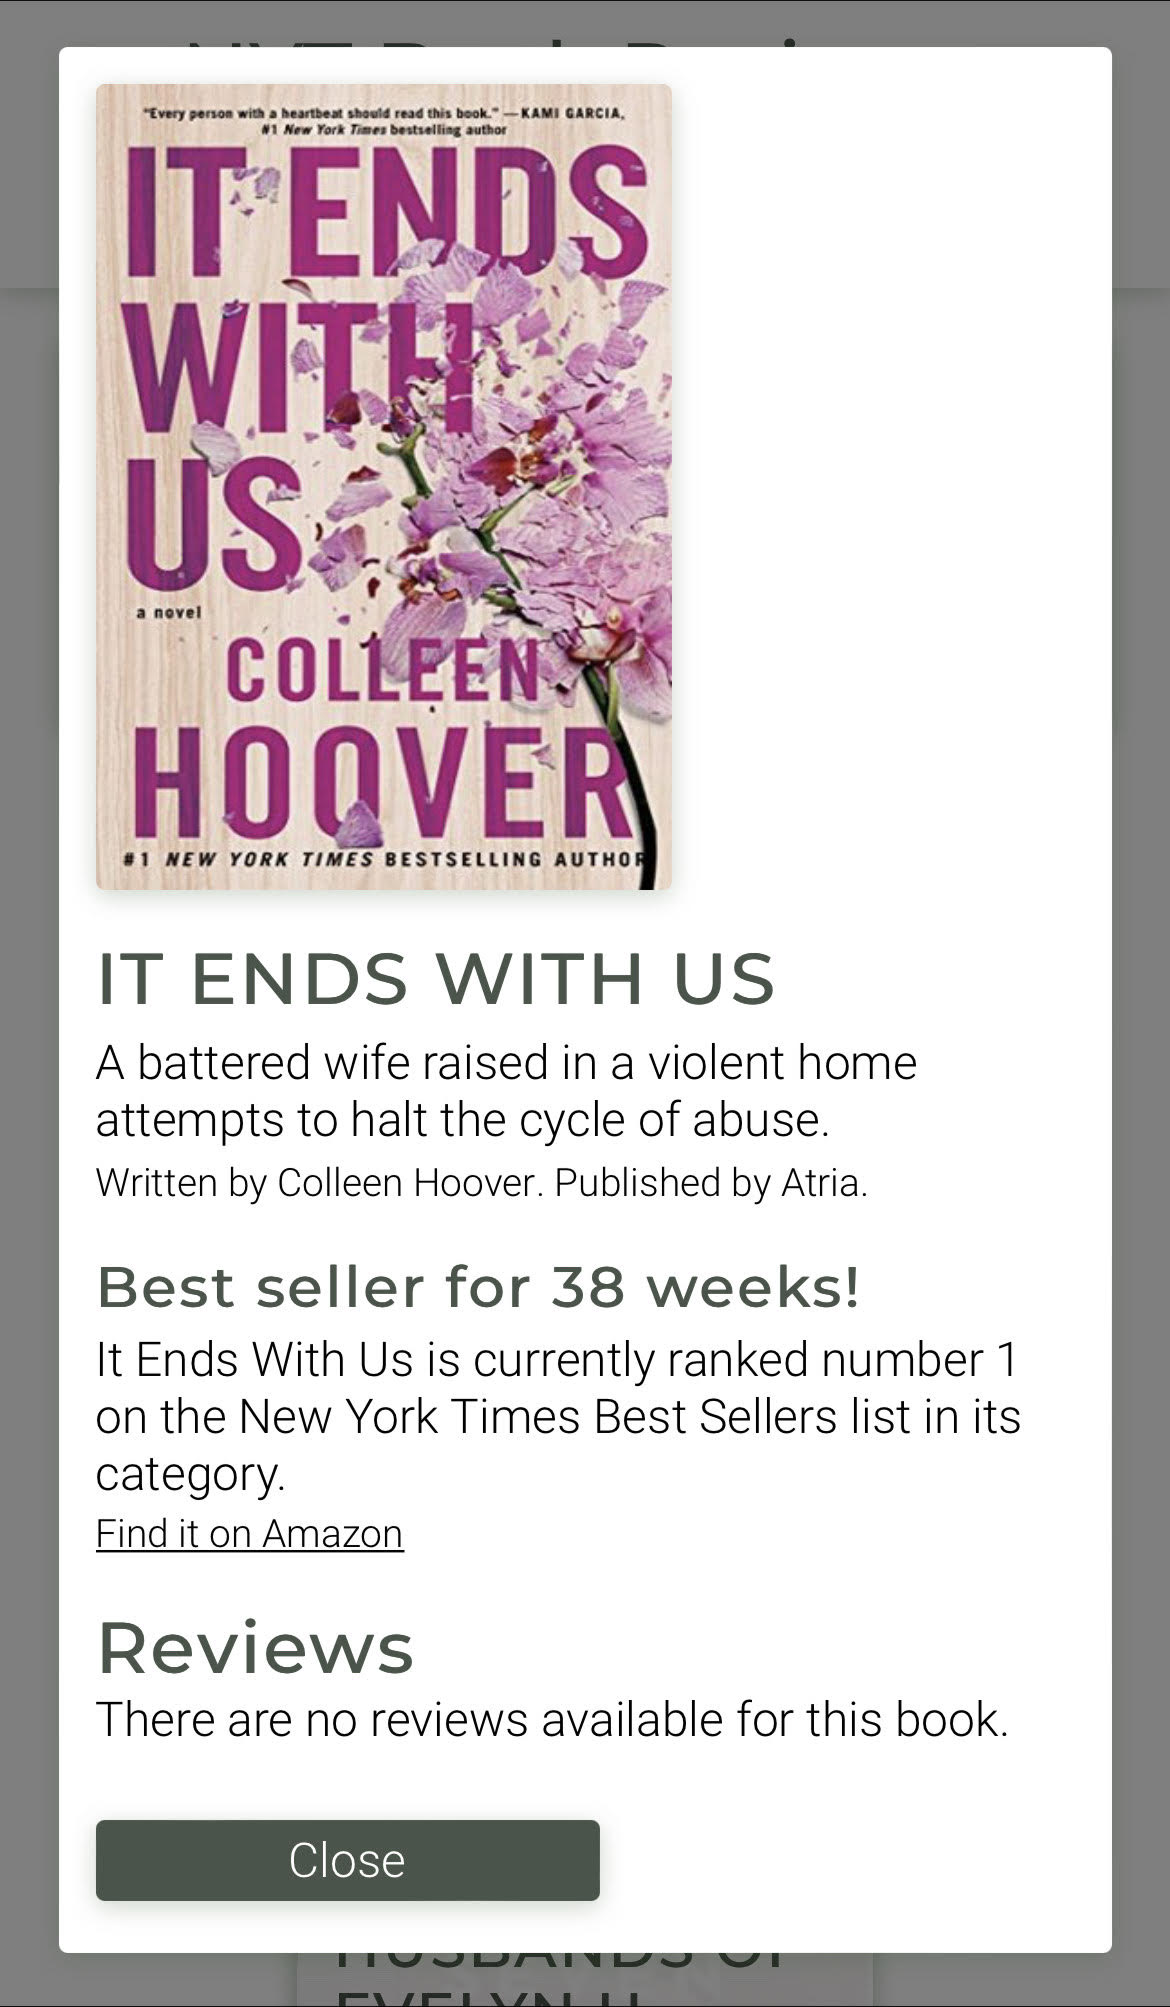 "Every person with a heartbeat should read this book." —KAMI GARCIA,
#1 New York Times bestselling author
IT ENDS
WITH
US
a novel
COLLEEN
HOOVER
#1 NEW YORK TIMES BESTSELLING AUTHOR
IT ENDS WITH US
A battered wife raised in a violent home
attempts to halt the cycle of abuse.
Written by Colleen Hoover. Published by Atria.
Best seller for 38 weeks!
It Ends With Us is currently ranked number 1
on the New York Times Best Sellers list in its
category.
Find it on Amazon
Reviews
There are no reviews available for this book.
Close
HUSBANDS OF
EVELYN H